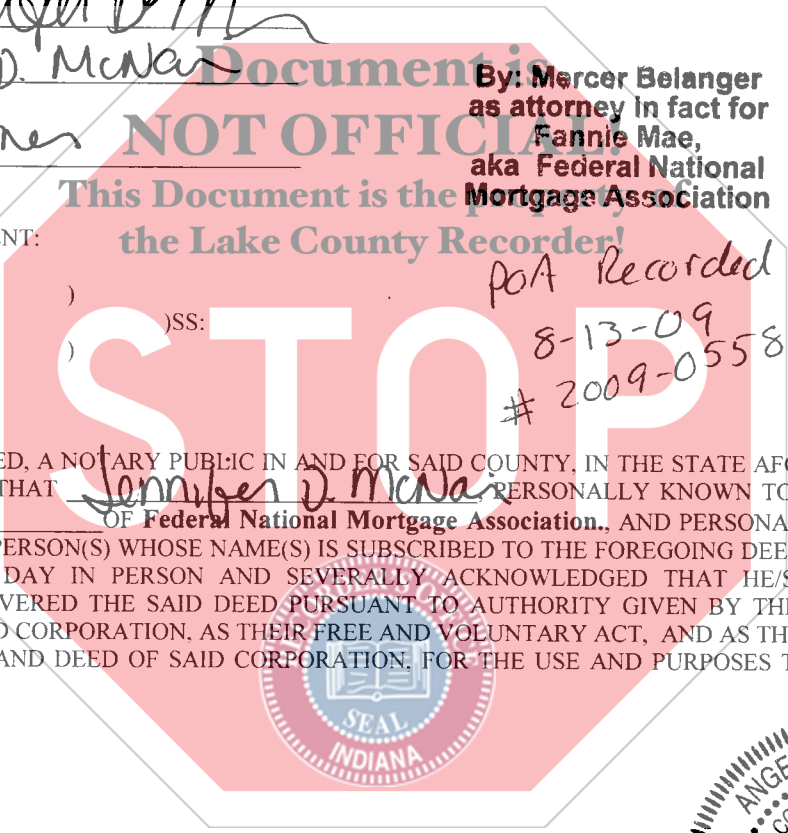 D. McNar
By: Mercer Belanger
as attorney in fact for
Fannie Mae,
aka Federal National
Mortgage Association
Document is
NOT OFFICIAL!
This Document is the property of
the Lake County Recorder!
NT:
)
)SS:
)
POA Recorded
8-13-09
# 2009-0558
STOP
ED, A NOTARY PUBLIC IN AND FOR SAID COUNTY, IN THE STATE AFO
THAT Jennifer D. McNar PERSONALLY KNOWN TO
OF Federal National Mortgage Association., AND PERSONA
PERSON(S) WHOSE NAME(S) IS SUBSCRIBED TO THE FOREGOING DEE
DAY IN PERSON AND SEVERALLY ACKNOWLEDGED THAT HE/S
VERED THE SAID DEED PURSUANT TO AUTHORITY GIVEN BY THE
D CORPORATION, AS THEIR FREE AND VOLUNTARY ACT, AND AS TH
AND DEED OF SAID CORPORATION, FOR THE USE AND PURPOSES T
SEAL
INDIANA
ANGE